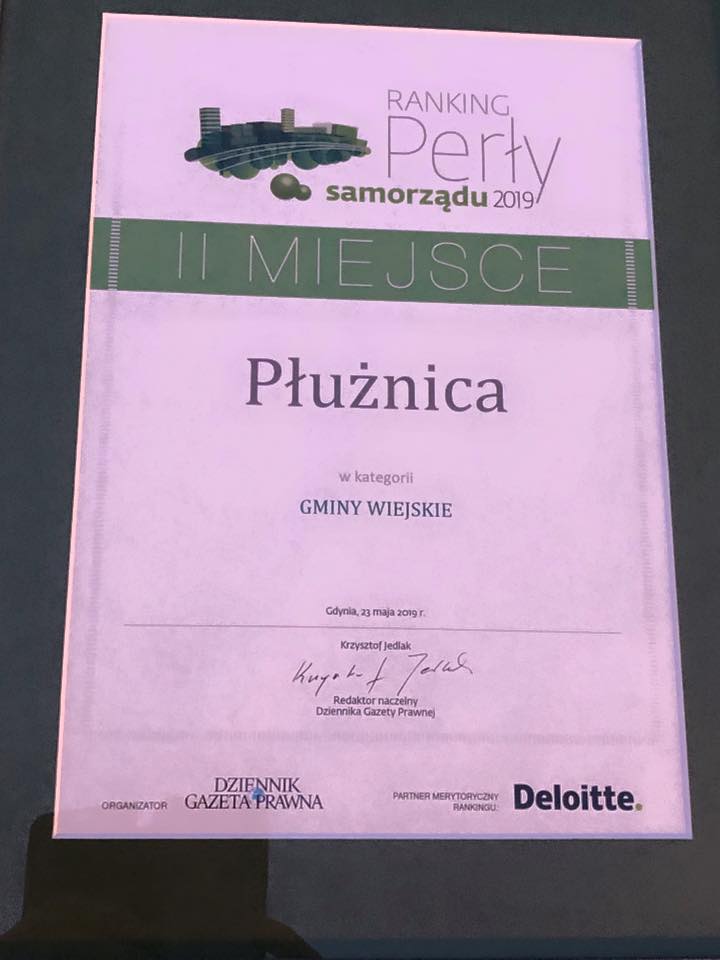 RANKING
Perły
samorządu 2019
II MIEJSCE
Płużnica
w kategorii
GMINY WIEJSKIE
Gdynia, 23 maja 2019 r.
Krzysztof Jedlak
Redaktor naczelny
Dziennika Gazety Prawnej
ORGANIZATOR
DZIENNIK
GAZETA PRAWNA
PARTNER MERYTORYCZNY
RANKINGU:
Deloitte.